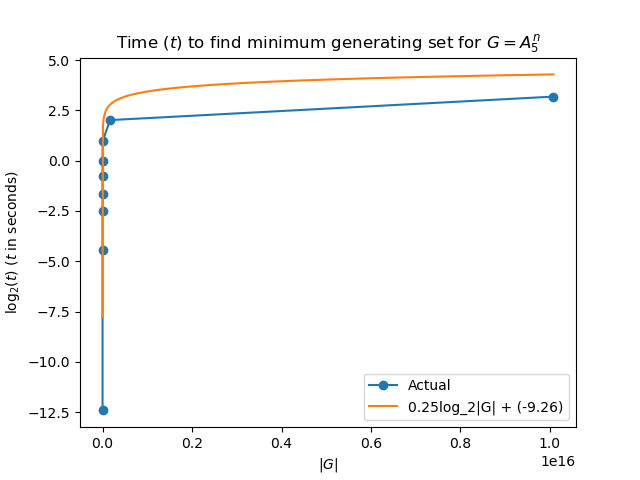 Time (t) to find minimum generating set for G = A₅ⁿ
5.0
2.5
0.0
−2.5
−5.0
−7.5
−10.0
−12.5
log₂(t) (t in seconds)
Actual
0.25log_2|G| + (-9.26)
0.0 0.2 0.4 0.6 0.8 1.0
1e16
|G|